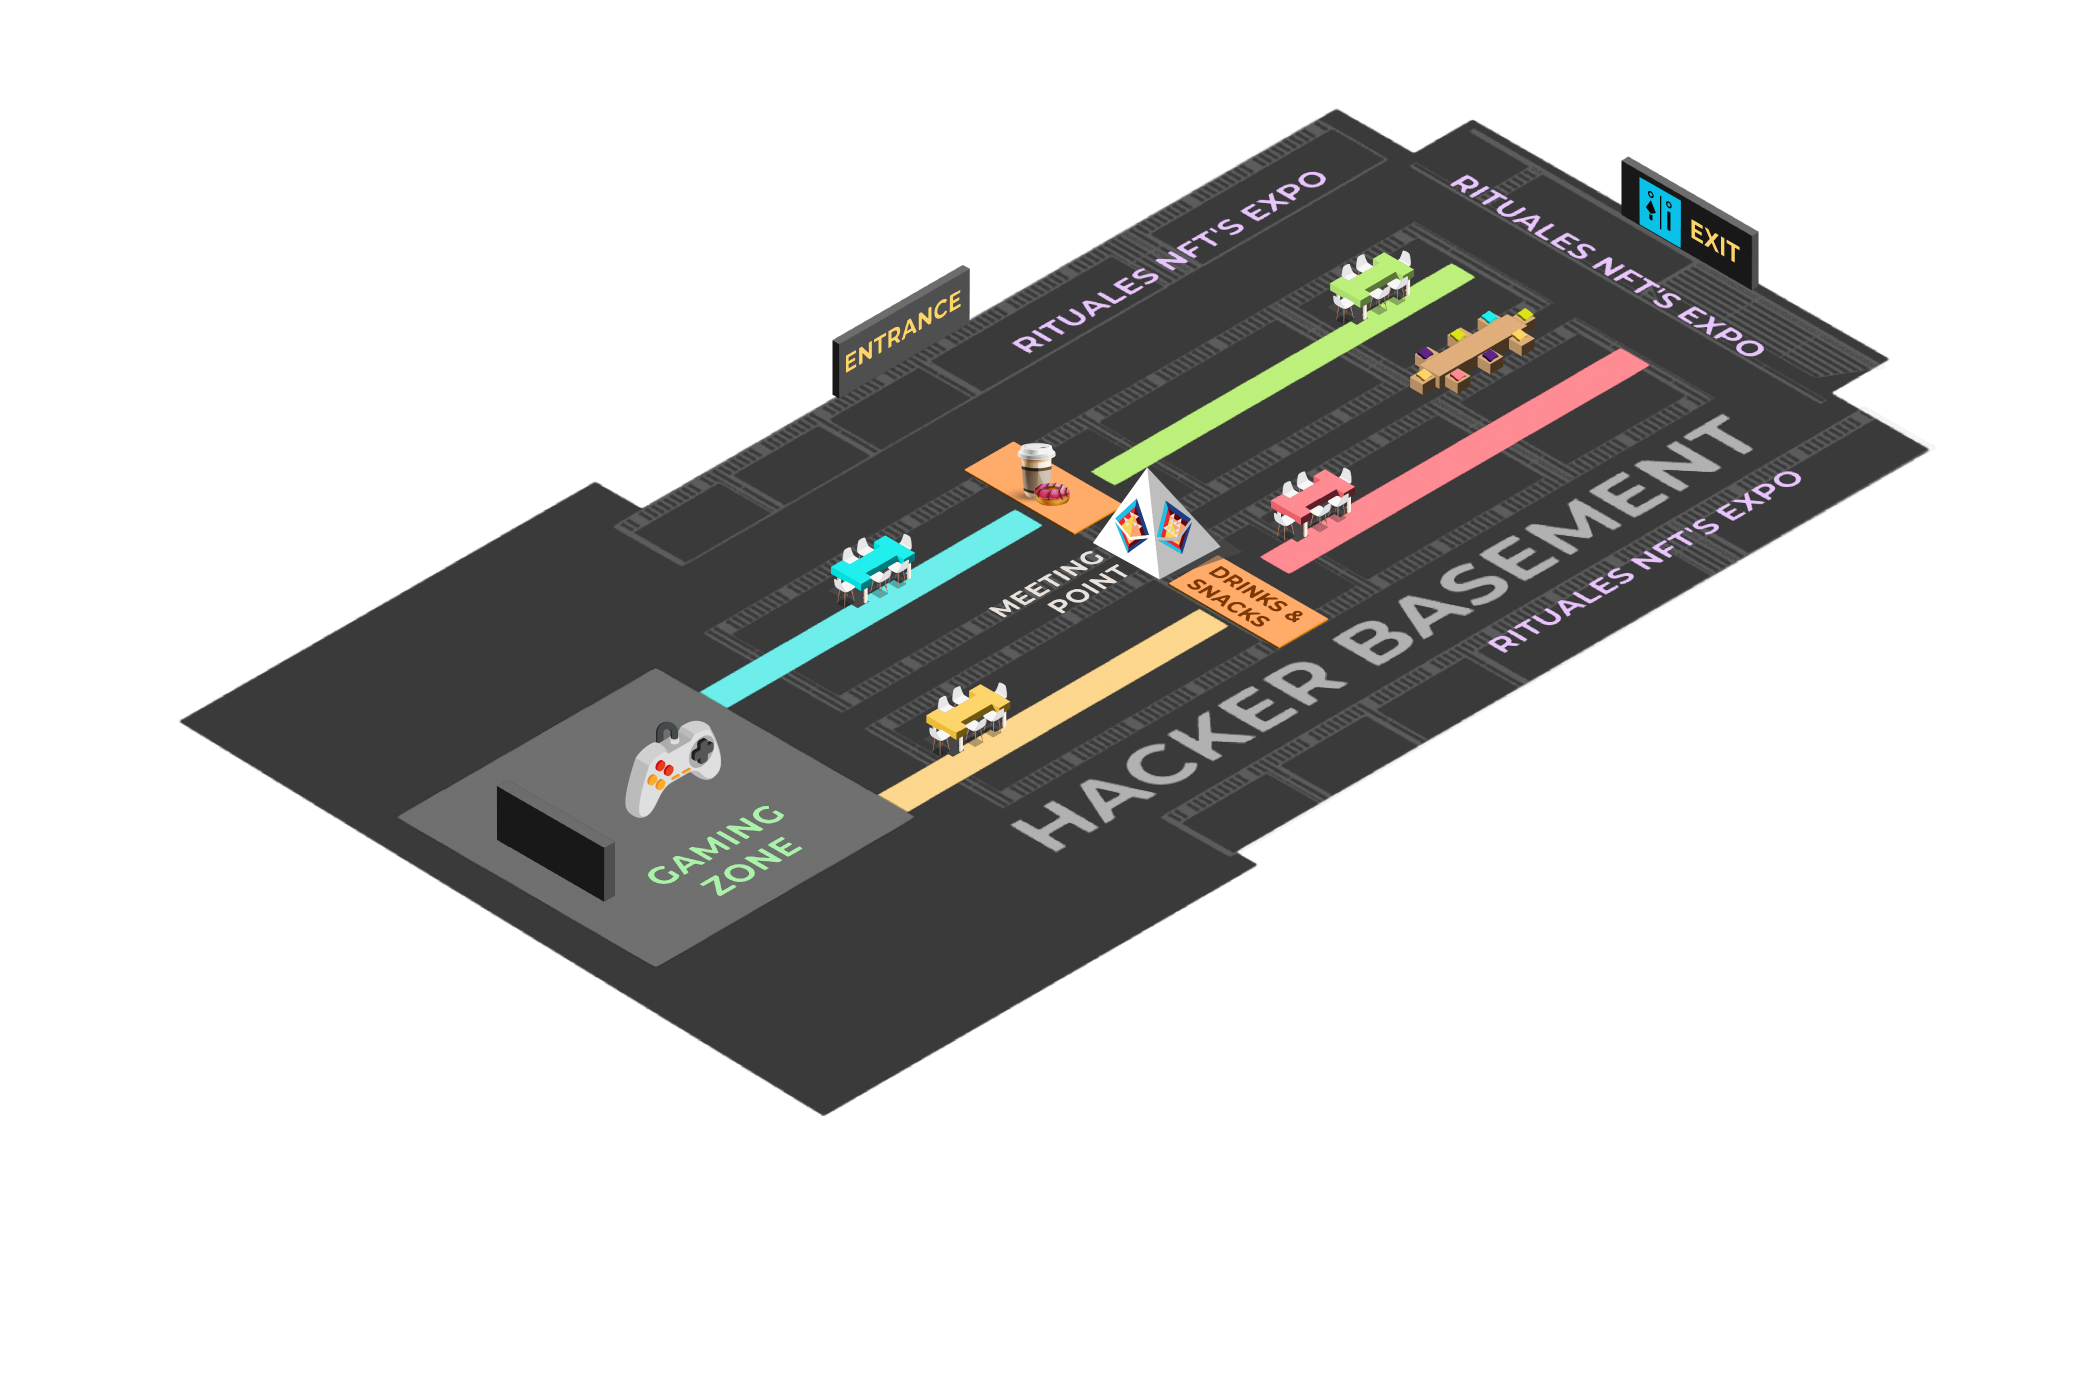 RITUALES NFT'S EXPO
RITUALES NFT'S EXPO
EXIT
ENTRANCE
MEETING
POINT
DRINKS &
SNACKS
HACKER BASEMENT
RITUALES NFT'S EXPO
GAMING
ZONE